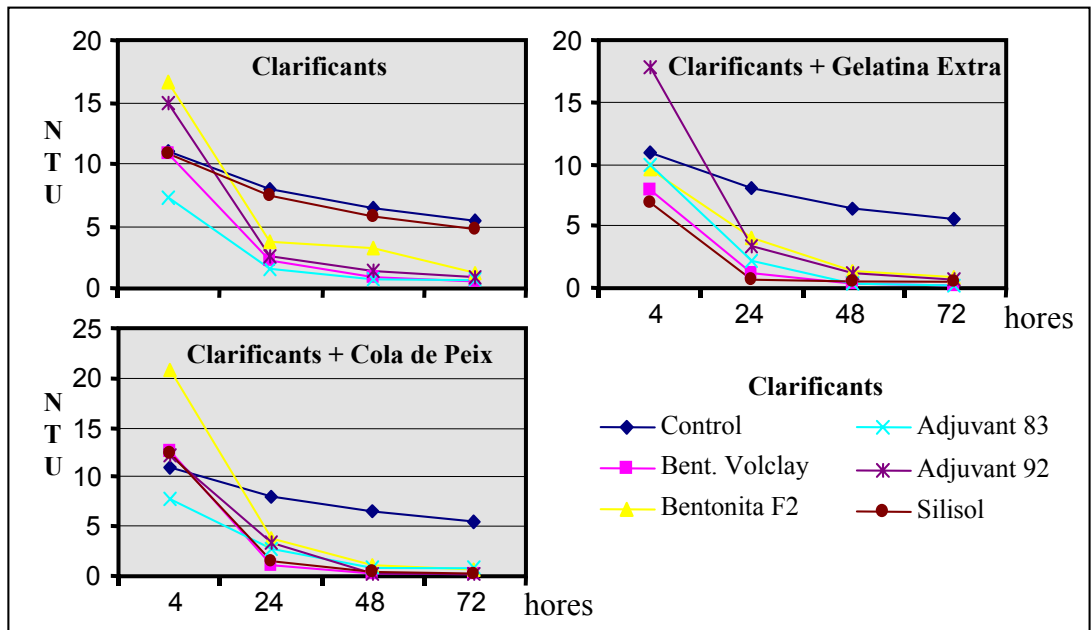 Clarificants
20
15
10
5
0
N
T
U
Clarificants + Gelatina Extra
20
15
10
5
0
4 24 48 72 hores
Clarificants + Cola de Peix
25
20
15
10
5
0
N
T
U
4 24 48 72 hores
Clarificants
Control
Adjuvant 83
Bent. Volclay
Adjuvant 92
Bentonita F2
Silisol